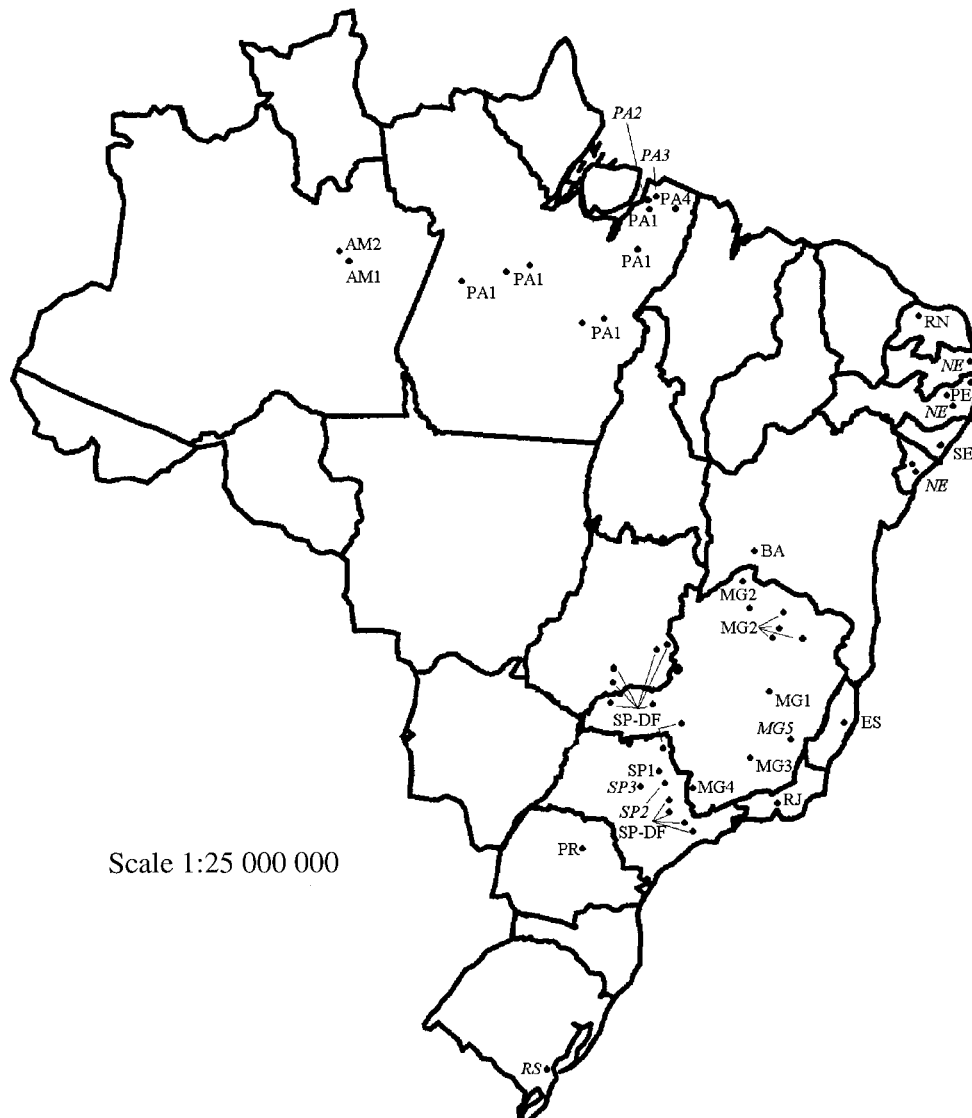 PA2
PA3
PA4
PA1
AM2
AM1
PA1
PA1
PA1
PA1
RN
NE
PE
NE
SE
NE
BA
MG2
MG2
MG1
SP-DF
MG5
ES
MG3
SP1
SP3
MG4
RJ
SP2
SP-DF
PR
Scale 1:25 000 000
RS